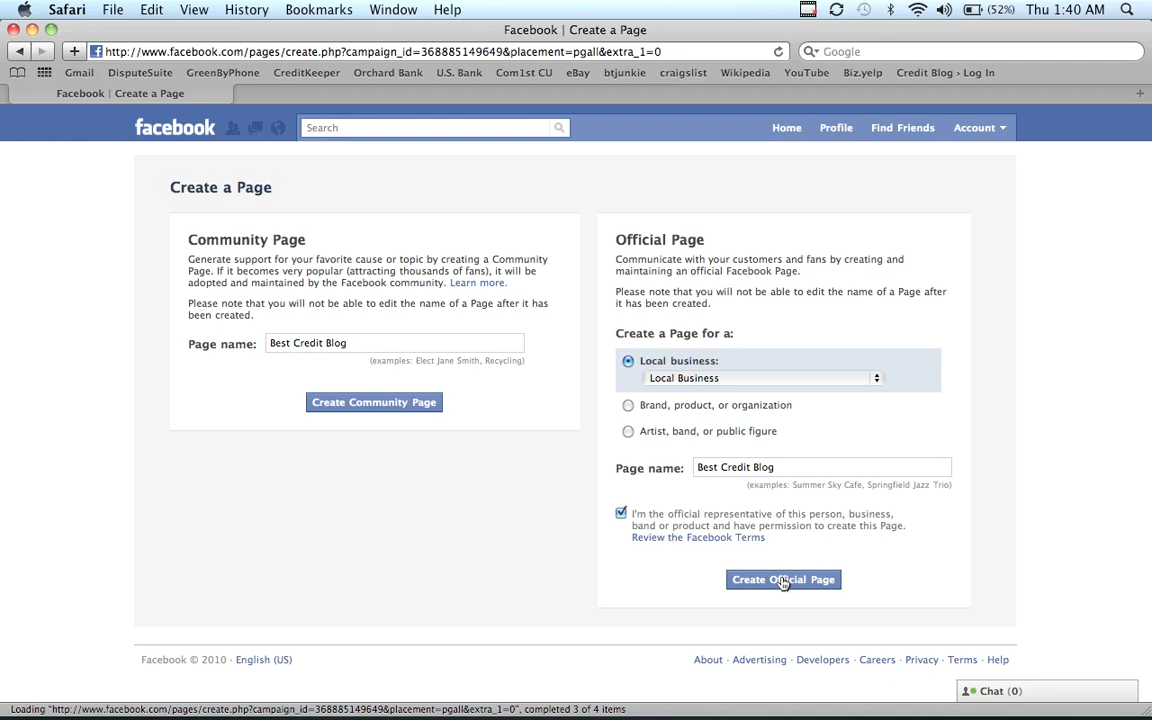 Safari File Edit View History Bookmarks Window Help (52%) Thu 1:40 AM
Facebook | Create a Page
http://www.facebook.com/pages/create.php?campaign_id=368885149649&placement=pgall&extra_1=0 Google
Gmail DisputeSuite GreenByPhone CreditKeeper Orchard Bank U.S. Bank Com1st CU eBay btjunkie craigslist Wikipedia YouTube Biz.yelp Credit Blog › Log In
Facebook | Create a Page
facebook Search Home Profile Find Friends Account
Create a Page
Community Page
Generate support for your favorite cause or topic by creating a Community
Page. If it becomes very popular (attracting thousands of fans), it will be
adopted and maintained by the Facebook community. Learn more.
Please note that you will not be able to edit the name of a Page after it has
been created.
Page name: Best Credit Blog
(examples: Elect Jane Smith, Recycling)
Create Community Page
Official Page
Communicate with your customers and fans by creating and
maintaining an official Facebook Page.
Please note that you will not be able to edit the name of a Page after
it has been created.
Create a Page for a:
Local business:
Local Business
Brand, product, or organization
Artist, band, or public figure
Page name: Best Credit Blog
(examples: Summer Sky Cafe, Springfield Jazz Trio)
I'm the official representative of this person, business,
band or product and have permission to create this Page.
Review the Facebook Terms
Create Official Page
Facebook © 2010 · English (US) About · Advertising · Developers · Careers · Privacy · Terms · Help
Chat (0)
Loading "http://www.facebook.com/pages/create.php?campaign_id=368885149649&placement=pgall&extra_1=0", completed 3 of 4 items